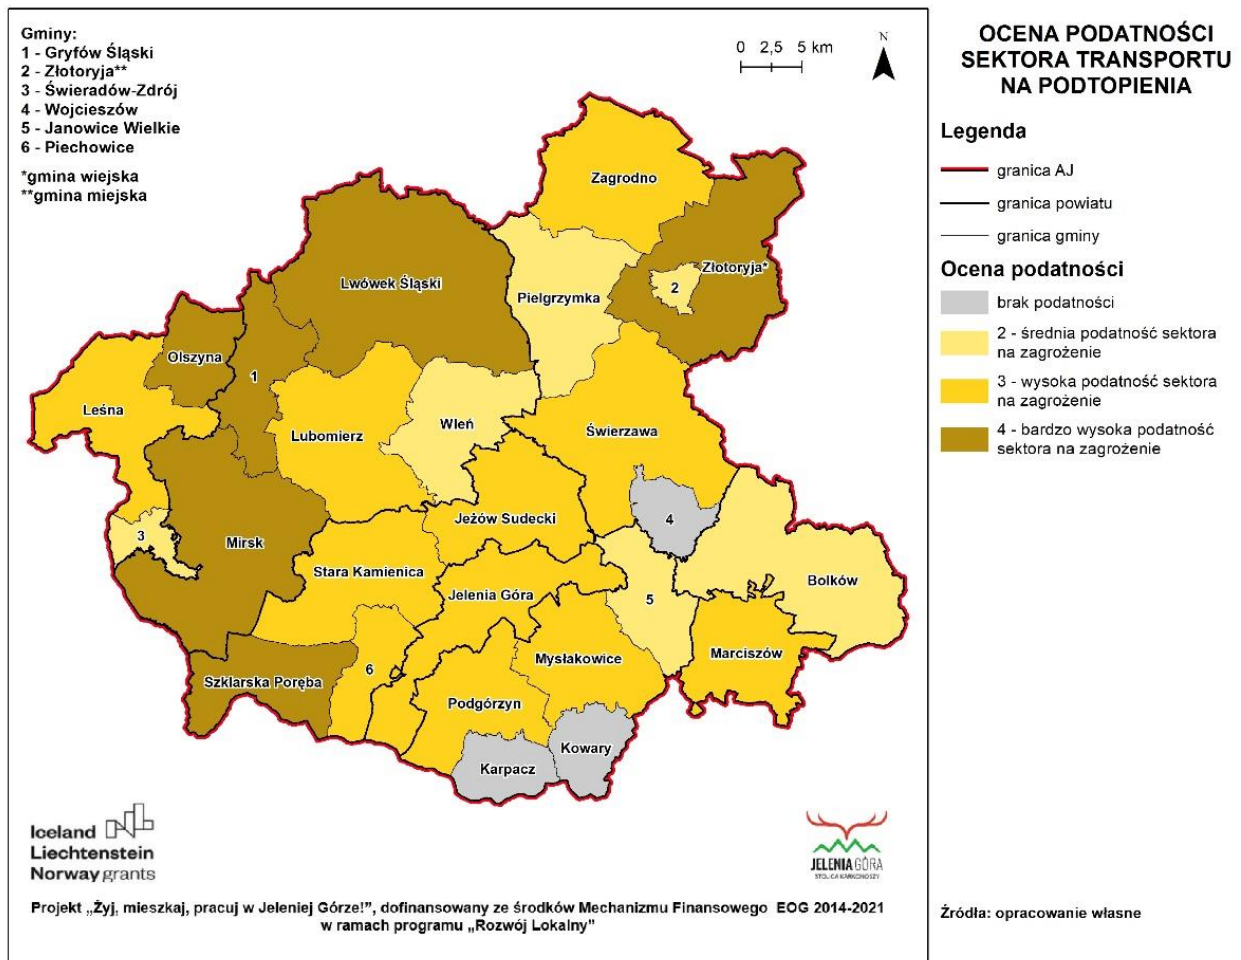 Gminy:
1 - Gryfów Śląski
2 - Złotoryja**
3 - Świeradów-Zdrój
4 - Wojcieszów
5 - Janowice Wielkie
6 - Piechowice
*gmina wiejska
**gmina miejska
0 2,5 5 km
N
Zagrodno
Złotoryja*
2
Lwówek Śląski
Pielgrzymka
Olszyna
1
Leśna
Lubomierz
Wleń
Świerzawa
4
Jeżów Sudecki
3
Mirsk
Stara Kamienica
Jelenia Góra
5
Bolków
Mysłakowice
Marciszów
6
Szklarska Poręba
Podgórzyn
Kowary
Karpacz
Iceland
Liechtenstein
Norway grants
JELENIA GÓRA
STOLICA KARKONOSZY
Projekt „Żyj, mieszkaj, pracuj w Jeleniej Górze!”, dofinansowany ze środków Mechanizmu Finansowego EOG 2014-2021
w ramach programu „Rozwój Lokalny”
OCENA PODATNOŚCI
SEKTORA TRANSPORTU
NA PODTOPIENIA
Legenda
granica AJ
granica powiatu
granica gminy
Ocena podatności
brak podatności
2 - średnia podatność sektora
na zagrożenie
3 - wysoka podatność sektora
na zagrożenie
4 - bardzo wysoka podatność
sektora na zagrożenie
Źródła: opracowanie własne